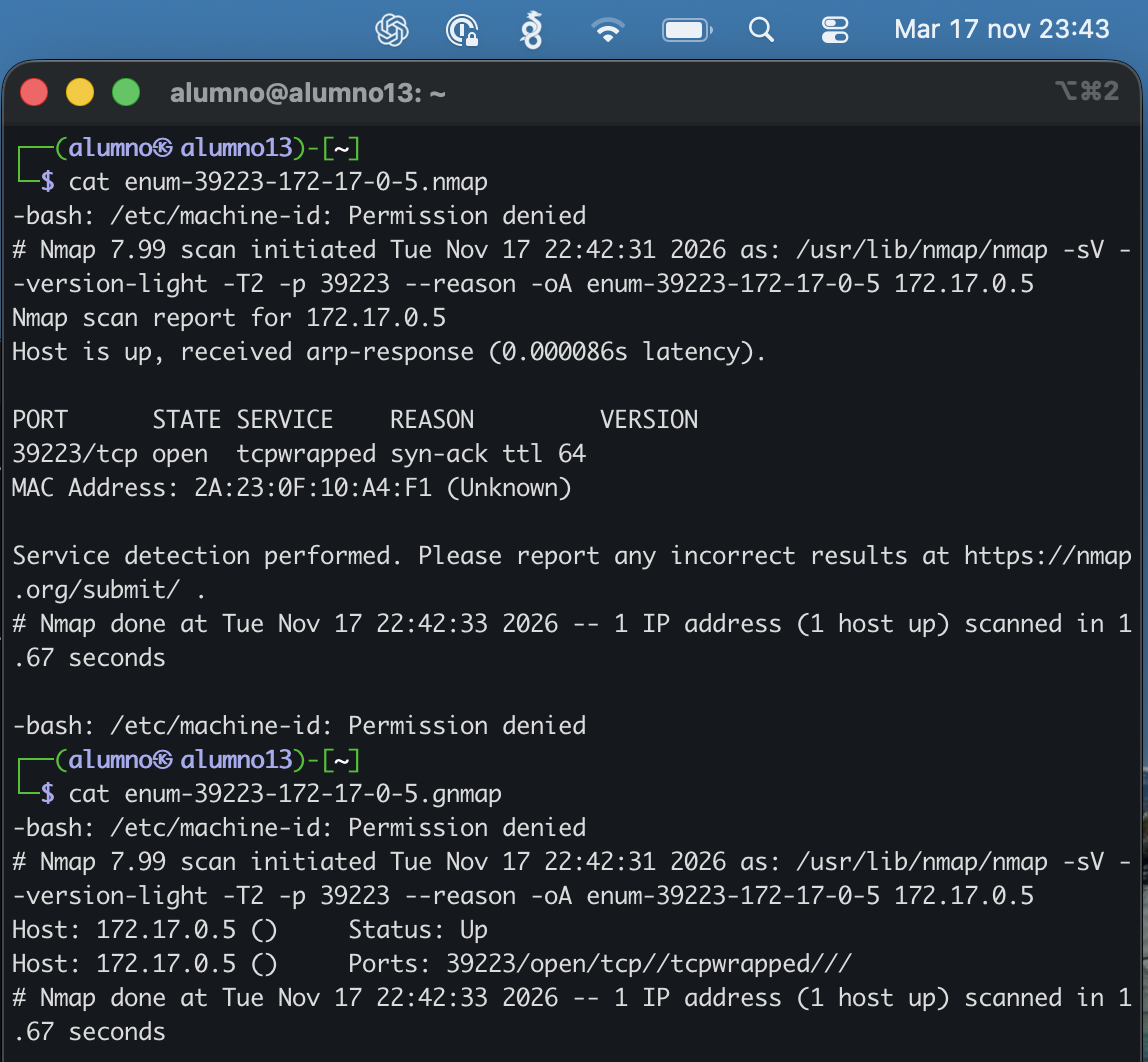 Mar 17 nov 23:43
alumno@alumno13: ~
⌥⌘2
┌──(alumno㉿ alumno13)-[~]
└─$ cat enum-39223-172-17-0-5.nmap
-bash: /etc/machine-id: Permission denied
# Nmap 7.99 scan initiated Tue Nov 17 22:42:31 2026 as: /usr/lib/nmap/nmap -sV -
-version-light -T2 -p 39223 --reason -oA enum-39223-172-17-0-5 172.17.0.5
Nmap scan report for 172.17.0.5
Host is up, received arp-response (0.000086s latency).
PORT      STATE SERVICE    REASON         VERSION
39223/tcp open  tcpwrapped syn-ack ttl 64
MAC Address: 2A:23:0F:10:A4:F1 (Unknown)
Service detection performed. Please report any incorrect results at https://nmap
.org/submit/ .
# Nmap done at Tue Nov 17 22:42:33 2026 -- 1 IP address (1 host up) scanned in 1
.67 seconds
-bash: /etc/machine-id: Permission denied
┌──(alumno㉿ alumno13)-[~]
└─$ cat enum-39223-172-17-0-5.gnmap
-bash: /etc/machine-id: Permission denied
# Nmap 7.99 scan initiated Tue Nov 17 22:42:31 2026 as: /usr/lib/nmap/nmap -sV -
-version-light -T2 -p 39223 --reason -oA enum-39223-172-17-0-5 172.17.0.5
Host: 172.17.0.5 ()     Status: Up
Host: 172.17.0.5 ()     Ports: 39223/open/tcp//tcpwrapped///
# Nmap done at Tue Nov 17 22:42:33 2026 -- 1 IP address (1 host up) scanned in 1
.67 seconds